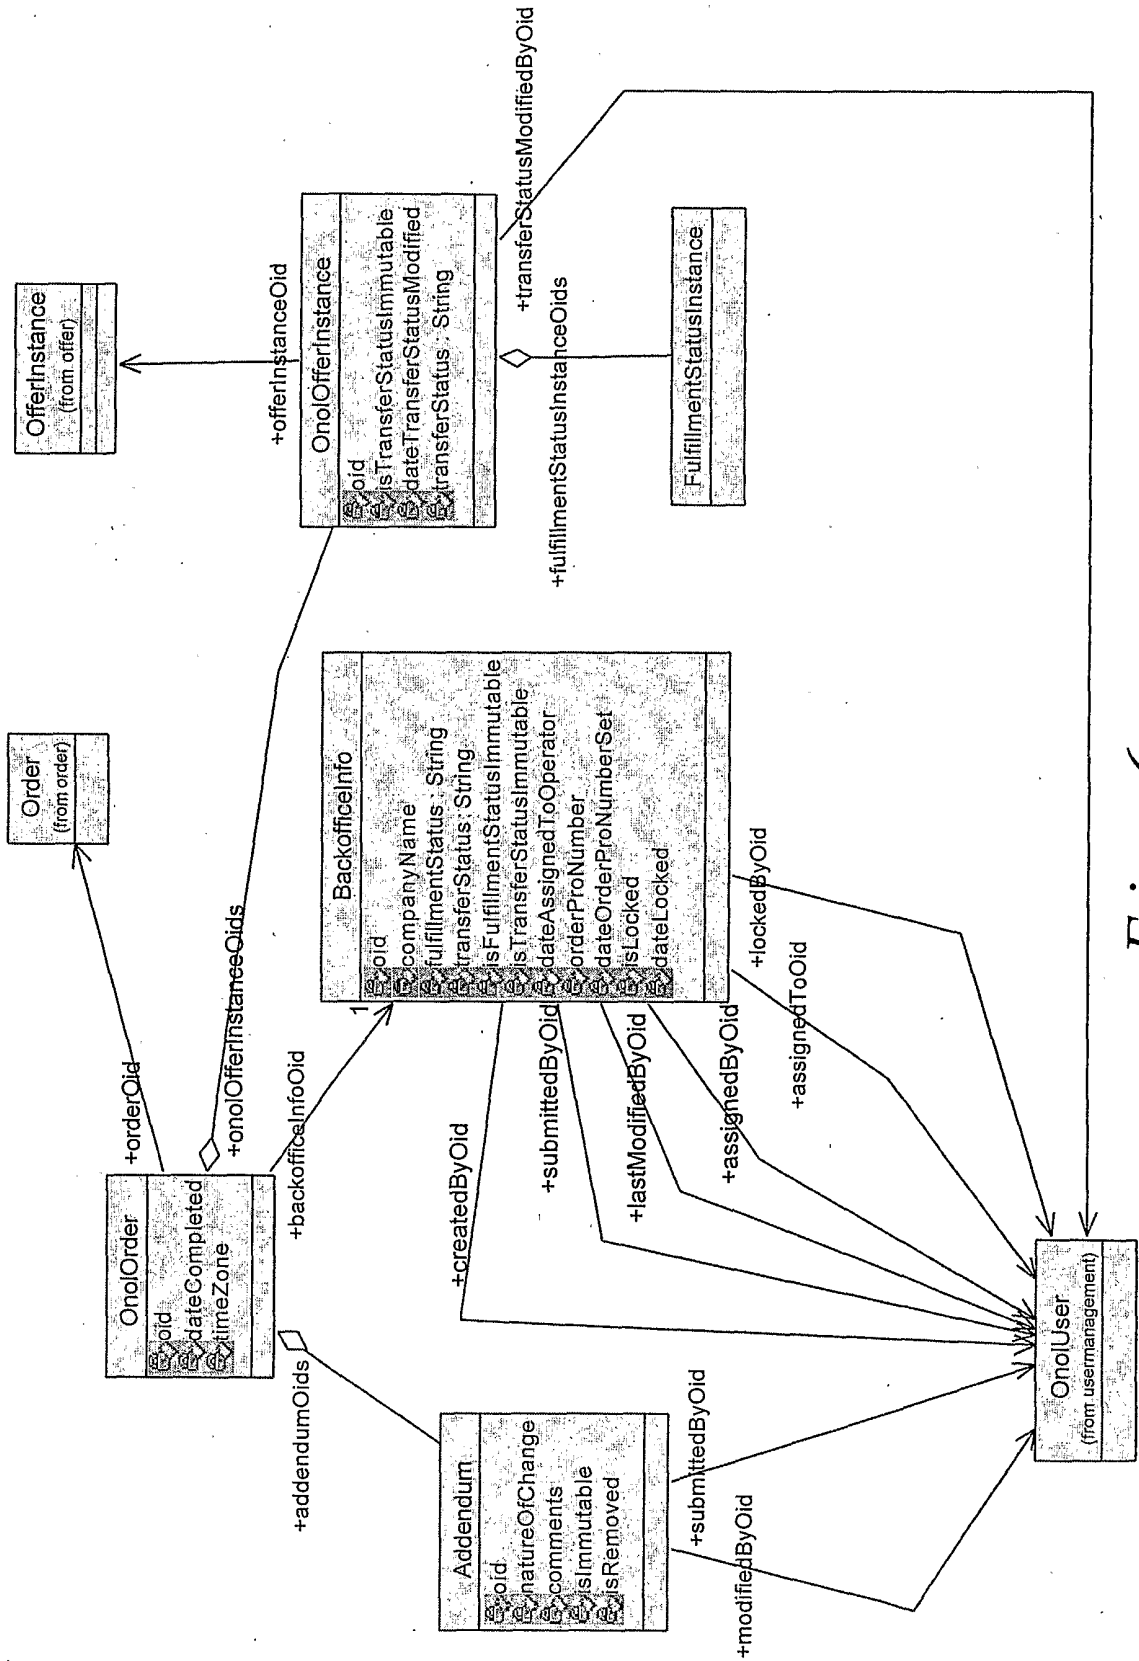 Order
(from order)
OfferInstance
(from offer)
+orderOid
+offerInstanceOid
OnolOrder
oid
dateCompleted
timeZone
+onolOfferInstanceOids
OnolOfferInstance
oid
isTransferStatusImmutable
dateTransferStatusModified
transferStatus : String
+addendumOids
+backofficeInfoOid
1
BackofficeInfo
oid
companyName
fulfillmentStatus : String
transferStatus : String
isFulfillmentStatusImmutable
isTransferStatusImmutable
dateAssignedToOperator
orderProNumber
dateOrderProNumberSet
isLocked
dateLocked
+transferStatusModifiedByOid
+fulfillmentStatusInstanceOids
FulfillmentStatusInstance
Addendum
oid
natureOfChange
comments
isImmutable
isRemoved
+createdByOid
+submittedByOid
+lastModifiedByOid
+assignedByOid
+assignedToOid
+lockedByOid
+submittedByOid
+modifiedByOid
OnolUser
(from usermanagement)